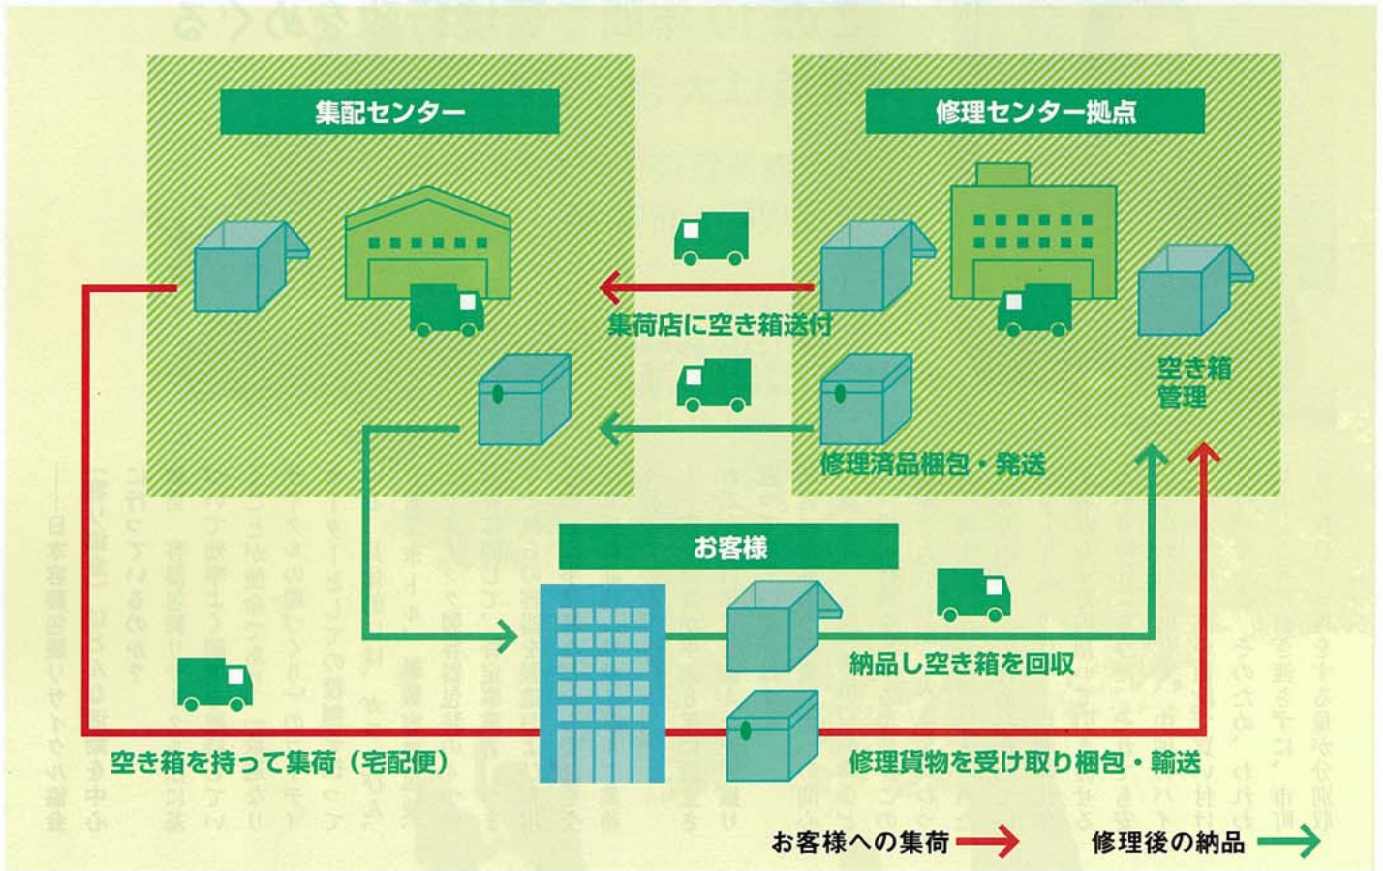 集配センター
修理センター拠点
集荷店に空き箱送付
空き箱
管理
修理済品梱包・発送
お客様
納品し空き箱を回収
空き箱を持って集荷（宅配便）
修理貨物を受け取り梱包・輸送
お客様への集荷
修理後の納品